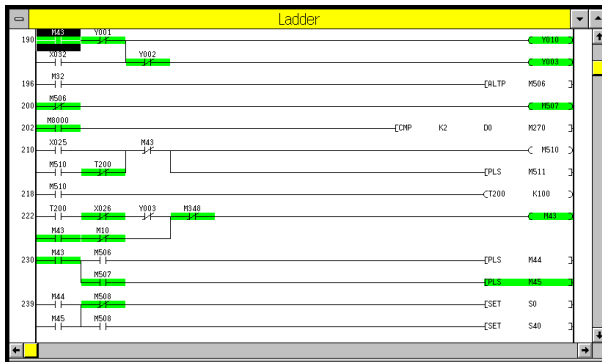 Ladder
M43 Y001
190 Y010
X032 Y002
Y003
M32
196 [ALTP M506 ]
M506
200 M507
M8000
202 [CMP K2 D0 M270 ]
X025 M43
210 ( M510 )
M510 T200
[PLS M511 ]
M510
218 (T200 K100 )
T200 X026 Y003 M348
222 ( M43 )
M43 M10
M43 M506
230 [PLS M44 ]
M507
[PLS M45 ]
M44 M508
239 [SET S0 ]
M45 M508
[SET S40 ]